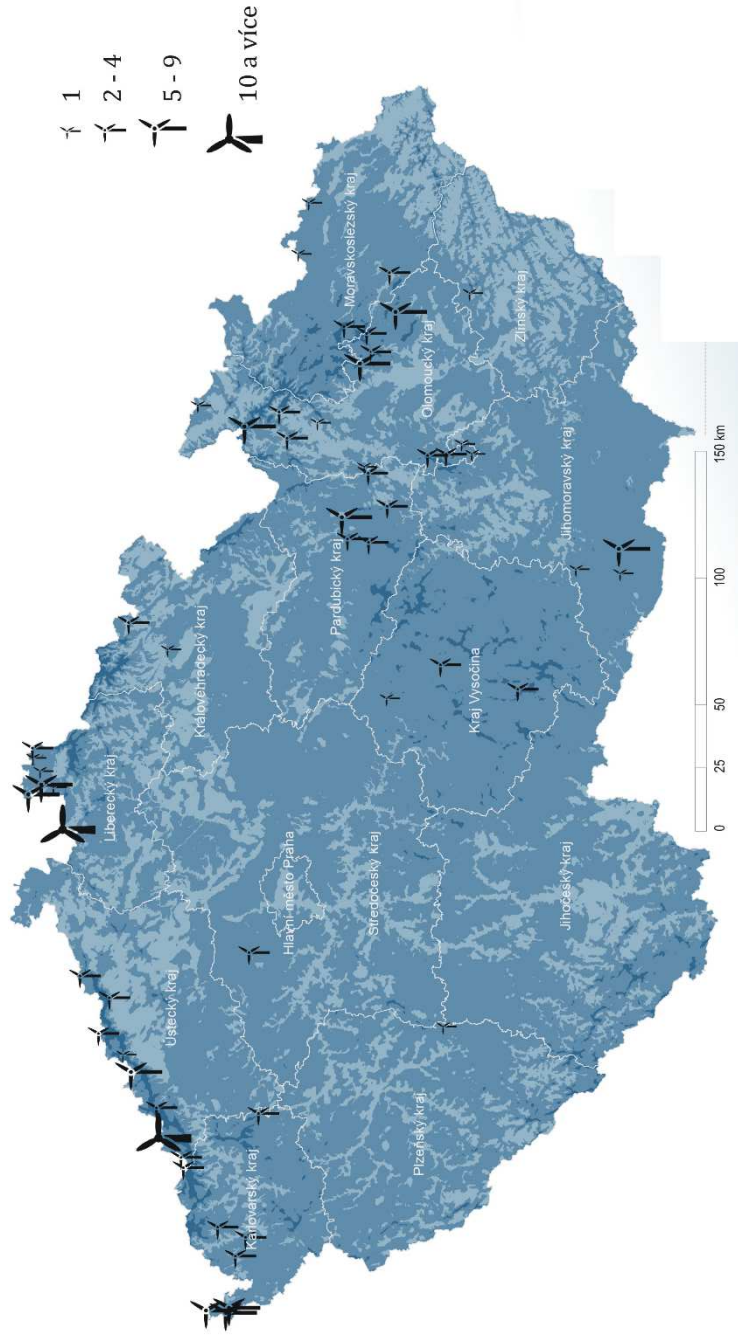 1
2 - 4
5 - 9
10 a více
Liberecký kraj
Ústecký kraj
Královéhradecký kraj
Karlovarský kraj
Hlavní město Praha
Pardubický kraj
Moravskoslezský kraj
Středočeský kraj
Olomoucký kraj
Plzeňský kraj
Kraj Vysočina
Zlínský kraj
Jihočeský kraj
Jihomoravský kraj
0 25 50 100 150 km